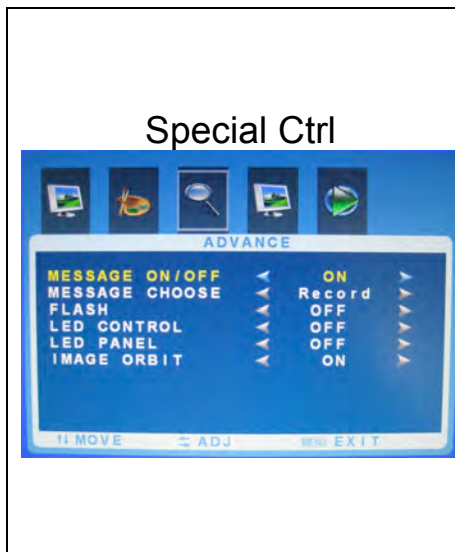 Special Ctrl
ADVANCE
MESSAGE ON/OFF ON
MESSAGE CHOOSE Record
FLASH OFF
LED CONTROL OFF
LED PANEL OFF
IMAGE ORBIT ON
MOVE ADJ MENU EXIT